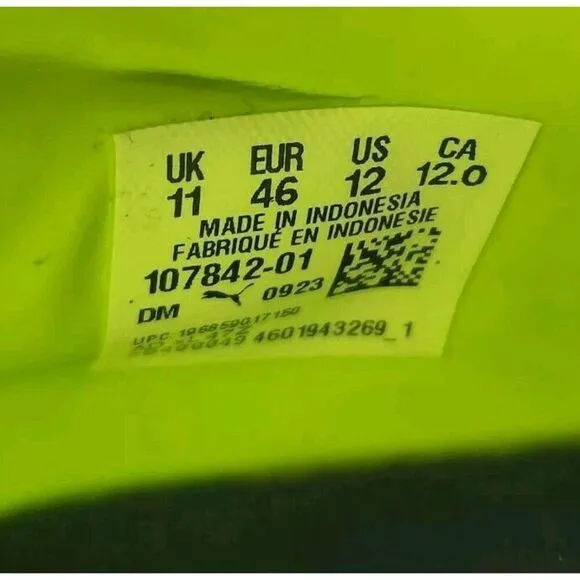 UK EUR US CA
11 46 12 12.0
MADE IN INDONESIA
FABRIQUÉ EN INDONESIE
107842-01
DM 0923
UPC
4601943269_1